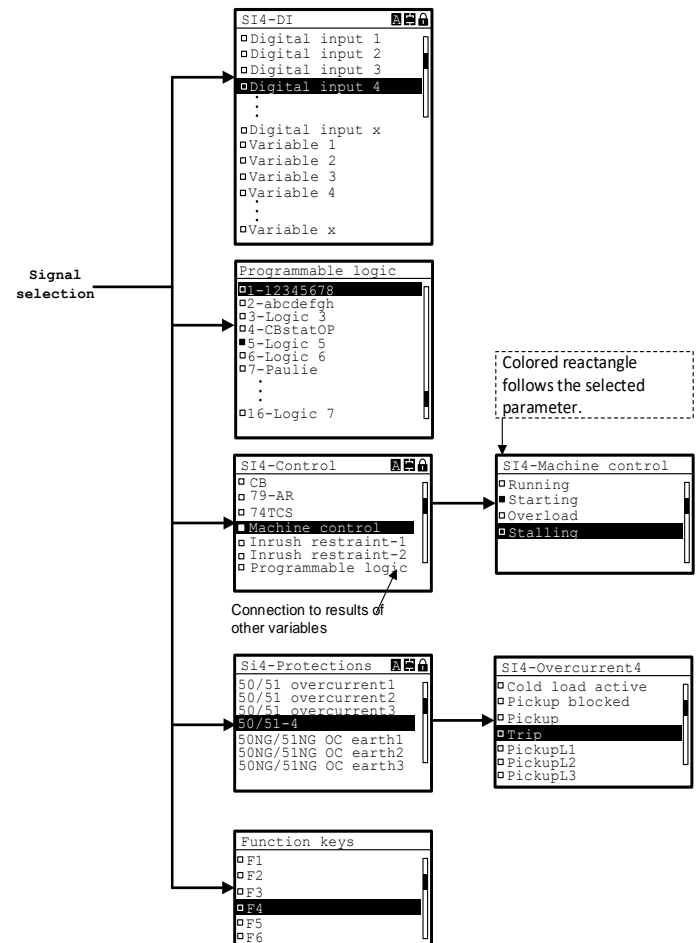 SI4-DI
Digital input 1
Digital input 2
Digital input 3
Digital input 4
Digital input x
Variable 1
Variable 2
Variable 3
Variable 4
Variable x
Signal
selection
Programmable logic
1-12345678
2-abcdefgh
3-Logic 3
4-CBstatOP
5-Logic 5
6-Logic 6
7-Paulie
16-Logic 7
Colored reactangle
follows the selected
parameter.
SI4-Control
CB
79-AR
74TCS
Machine control
Inrush restraint-1
Inrush restraint-2
Programmable logic
SI4-Machine control
Running
Starting
Overload
Stalling
Connection to results of
other variables
Si4-Protections
50/51 overcurrent1
50/51 overcurrent2
50/51 overcurrent3
50/51-4
50NG/51NG OC earth1
50NG/51NG OC earth2
50NG/51NG OC earth3
SI4-Overcurrent4
Cold load active
Pickup blocked
Pickup
Trip
PickupL1
PickupL2
PickupL3
Function keys
F1
F2
F3
F4
F5
F6